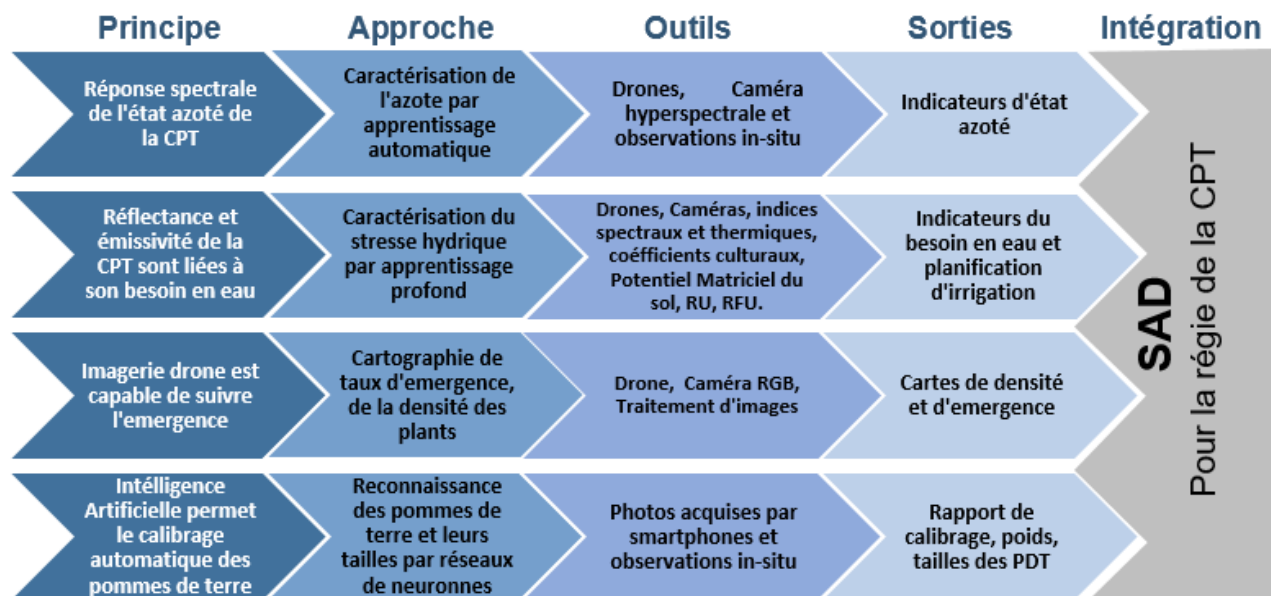 Principe
Approche
Outils
Sorties
Intégration
Réponse spectrale
de l'état azoté de
la CPT
Caractérisation de
l'azote par
apprentissage
automatique
Drones, Caméra
hyperspectrale et
observations in-situ
Indicateurs d'état
azoté
Réflectance et
émissivité de la
CPT sont liées à
son besoin en eau
Caractérisation du
stresse hydrique
par apprentissage
profond
Drones, Caméras, indices
spectraux et thermiques,
coéfficients culturaux,
Potentiel Matriciel du
sol, RU, RFU.
Indicateurs du
besoin en eau et
planification
d'irrigation
Imagerie drone est
capable de suivre
l'emergence
Cartographie de
taux d'emergence,
de la densité des
plants
Drone, Caméra RGB,
Traitement d'images
Cartes de densité
et d'emergence
Intélligence
Artificielle permet
le calibrage
automatique des
pommes de terre
Reconnaissance
des pommes de
terre et leurs
tailles par réseaux
de neuronnes
Photos acquises par
smartphones et
observations in-situ
Rapport de
calibrage, poids,
tailles des PDT
SAD
Pour la régie de la CPT